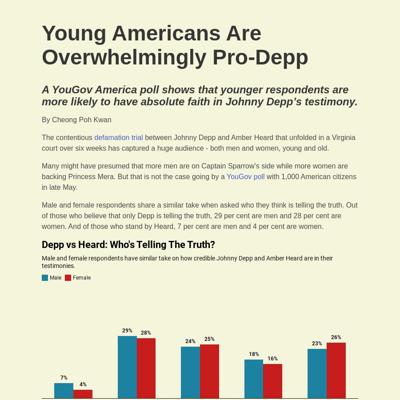 Young Americans Are
Overwhelmingly Pro-Depp
A YouGov America poll shows that younger respondents are
more likely to have absolute faith in Johnny Depp's testimony.
By Cheong Poh Kwan
The contentious defamation trial between Johnny Depp and Amber Heard that unfolded in a Virginia
court over six weeks has captured a huge audience - both men and women, young and old.
Many might have presumed that more men are on Captain Sparrow's side while more women are
backing Princess Mera. But that is not the case going by a YouGov poll with 1,000 American citizens
in late May.
Male and female respondents share a similar take when asked who they think is telling the truth. Out
of those who believe that only Depp is telling the truth, 29 per cent are men and 28 per cent are
women. And of those who stand by Heard, 7 per cent are men and 4 per cent are women.
Depp vs Heard: Who's Telling The Truth?
Male and female respondents have similar take on how credible Johnny Depp and Amber Heard are in their
testimonies.
Male Female
29% 28%
24% 25%
23% 26%
18% 16%
7% 4%